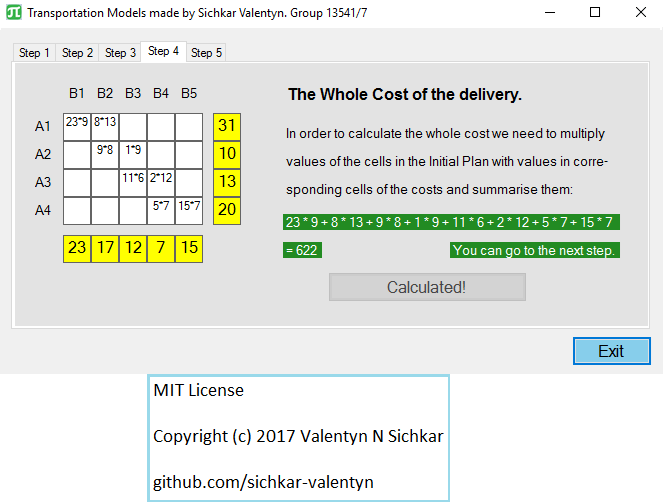 Transportation Models made by Sichkar Valentyn. Group 13541/7
Step 1 Step 2 Step 3 Step 4 Step 5
B1 B2 B3 B4 B5
A1 23*9 8*13 31
A2 9*8 1*9 10
A3 11*6 2*12 13
A4 5*7 15*7 20
23 17 12 7 15
The Whole Cost of the delivery.
In order to calculate the whole cost we need to multiply
values of the cells in the Initial Plan with values in corre-
sponding cells of the costs and summarise them:
23 * 9 + 8 * 13 + 9 * 8 + 1 * 9 + 11 * 6 + 2 * 12 + 5 * 7 + 15 * 7
= 622 You can go to the next step.
Calculated!
Exit
MIT License
Copyright (c) 2017 Valentyn N Sichkar
github.com/sichkar-valentyn